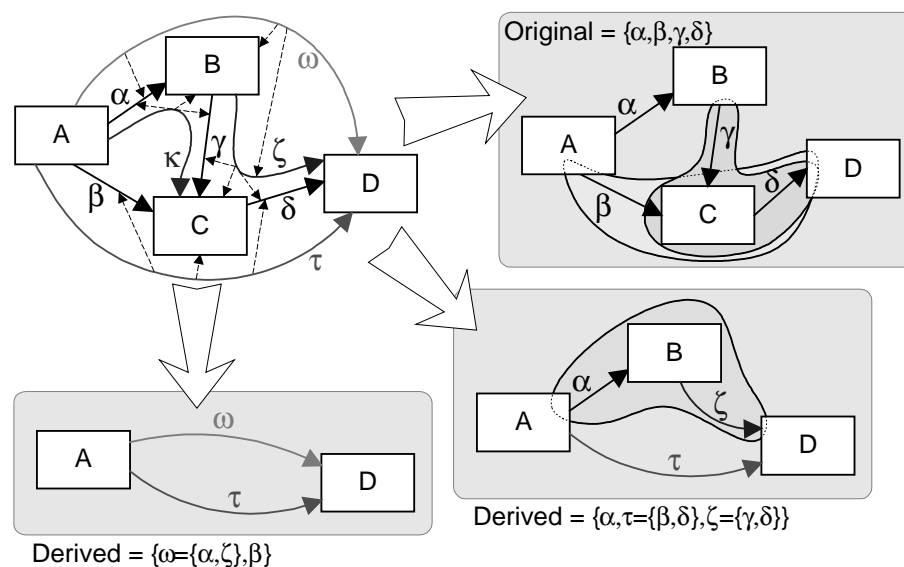 ω
B
α
A
γ
κ
ζ
D
β
C
δ
τ
Original = {α,β,γ,δ}
B
α
A
γ
D
δ
β
C
B
α
A
ζ
D
τ
Derived = {α,τ={β,δ},ζ={γ,δ}}
ω
A
D
τ
Derived = {ω={α,ζ},β}